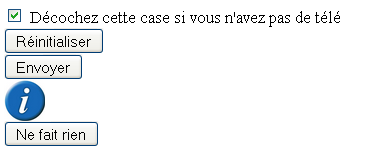 Décochez cette case si vous n'avez pas de télé
Réinitialiser
Envoyer
i
Ne fait rien